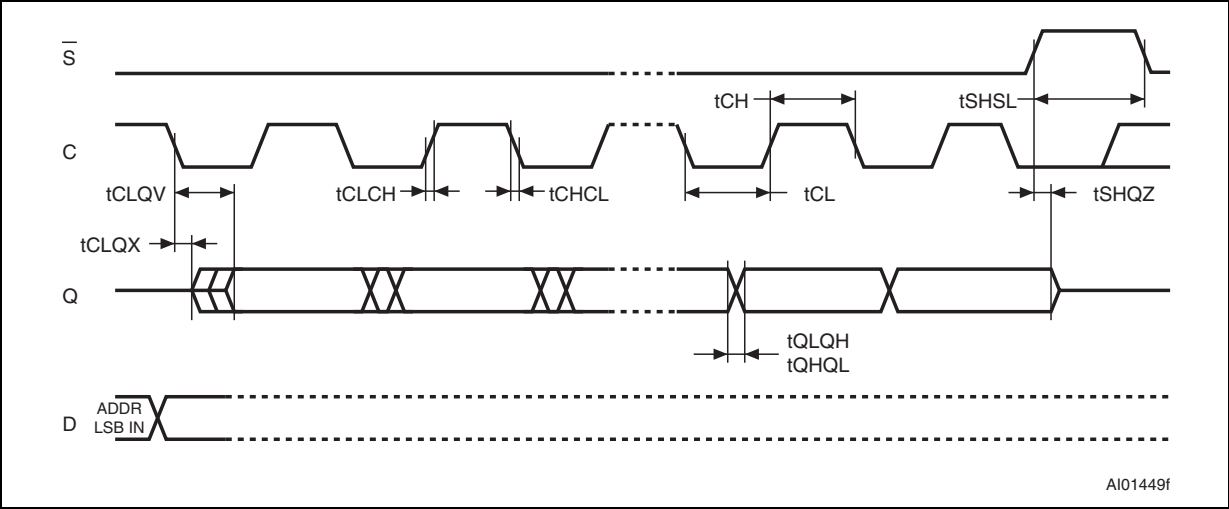 S̅
tCH
tSHSL
C
tCLQV
tCLCH
tCHCL
tCL
tSHQZ
tCLQX
Q
tQLQH
tQHQL
D
ADDR
LSB IN
AI01449f